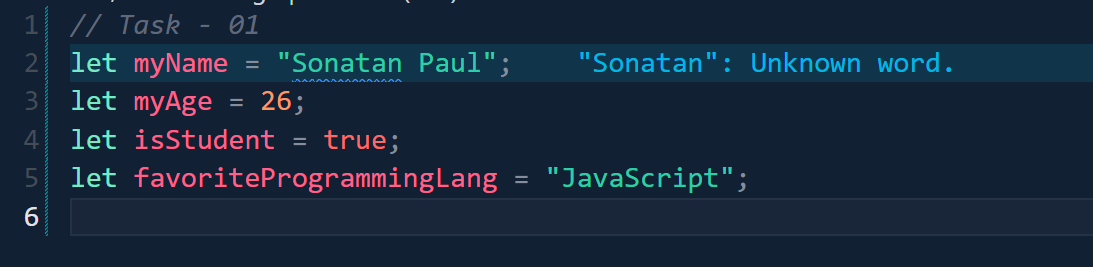 1 // Task - 01
2 let myName = "Sonatan Paul"; "Sonatan": Unknown word.
3 let myAge = 26;
4 let isStudent = true;
5 let favoriteProgrammingLang = "JavaScript";
6